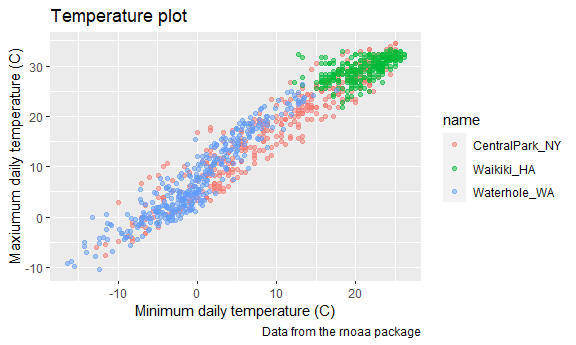 Temperature plot
Maxiumum daily temperature (C)
30
20
10
0
-10
-10 0 10 20
Minimum daily temperature (C)
Data from the rnoaa package
name
CentralPark_NY
Waikiki_HA
Waterhole_WA